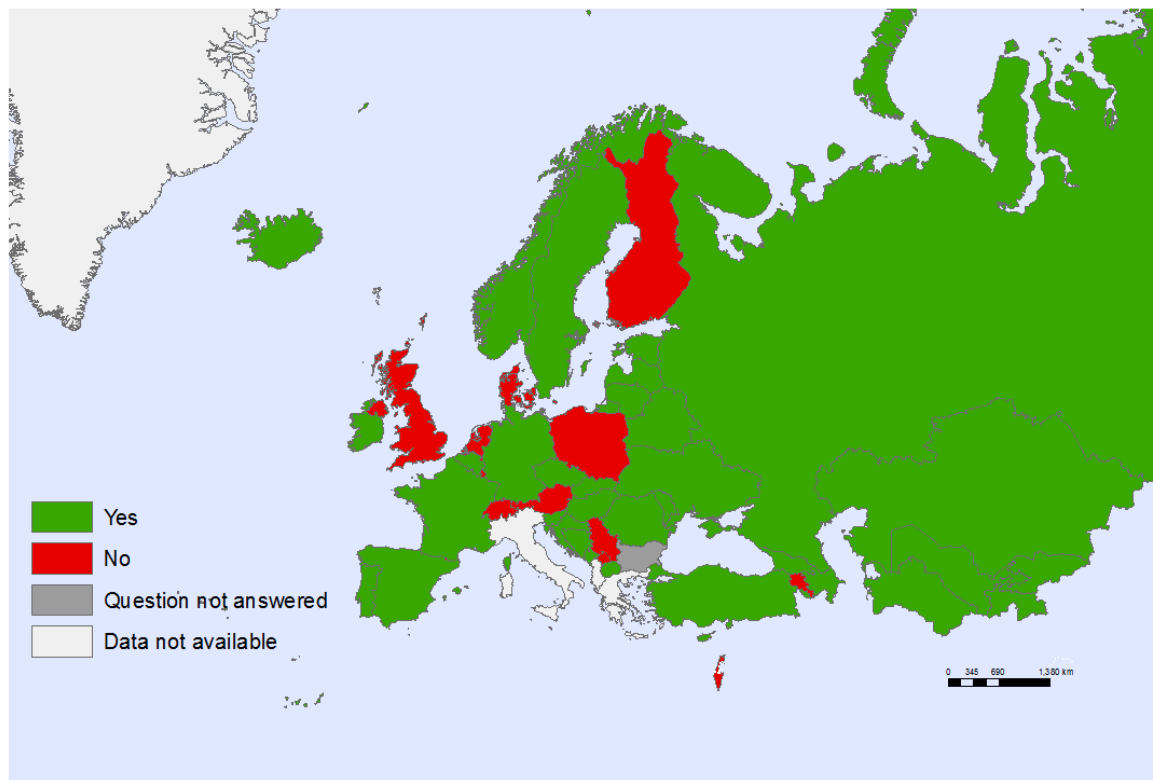 Yes
No
Question not answered
Data not available
0 345 690 1,380 km